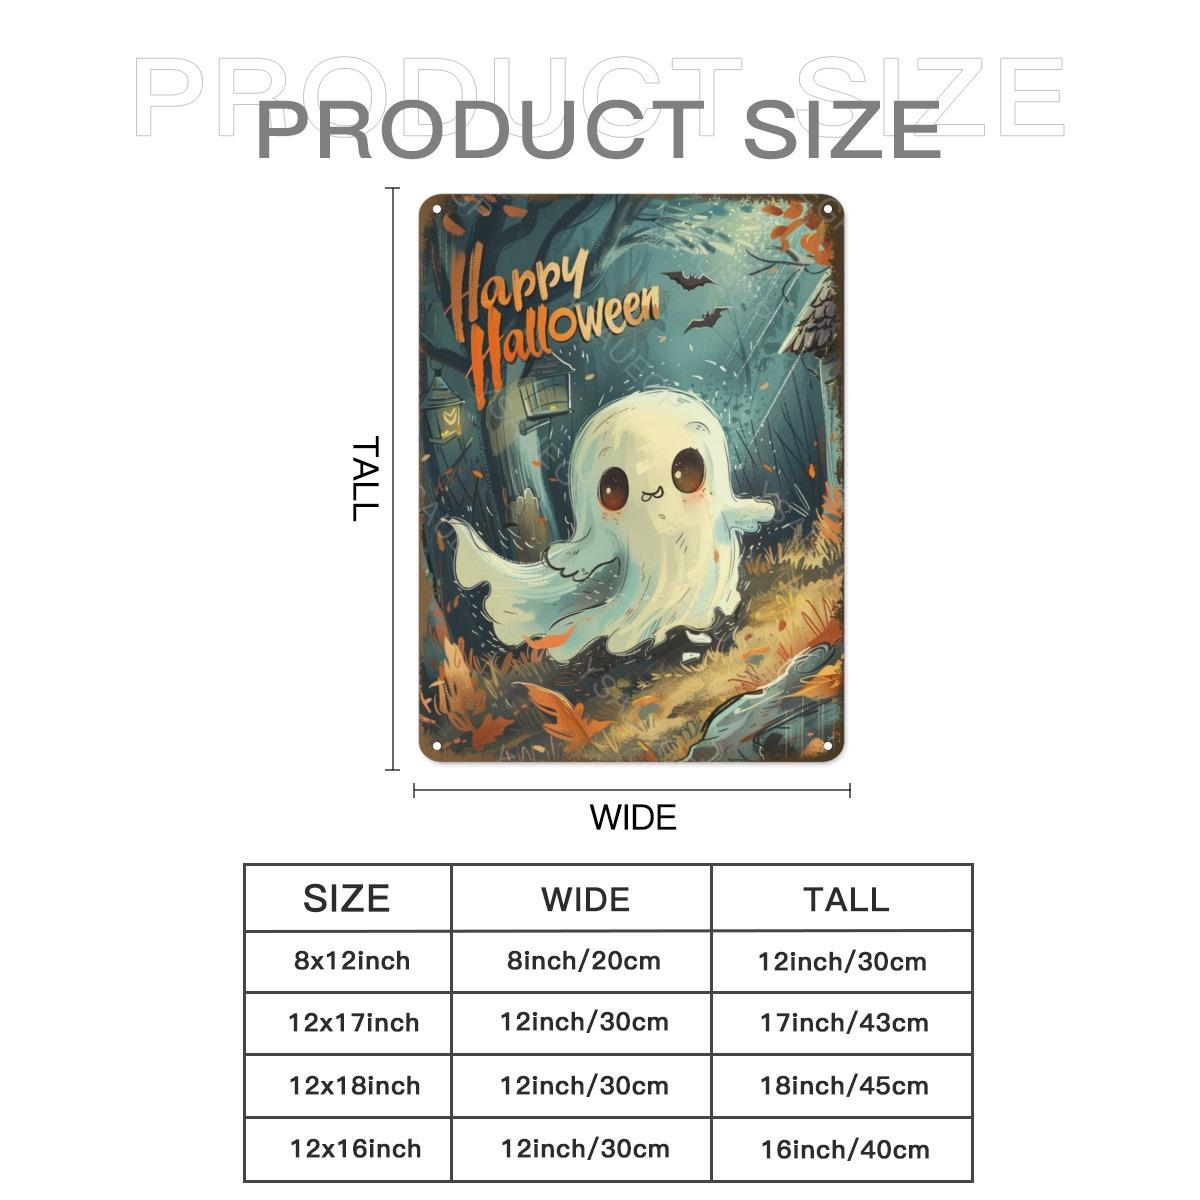 PRODUCT SIZE
PRODUCT SIZE
Happy
Halloween
TALL
WIDE
SIZE WIDE TALL
8x12inch 8inch/20cm 12inch/30cm
12x17inch 12inch/30cm 17inch/43cm
12x18inch 12inch/30cm 18inch/45cm
12x16inch 12inch/30cm 16inch/40cm